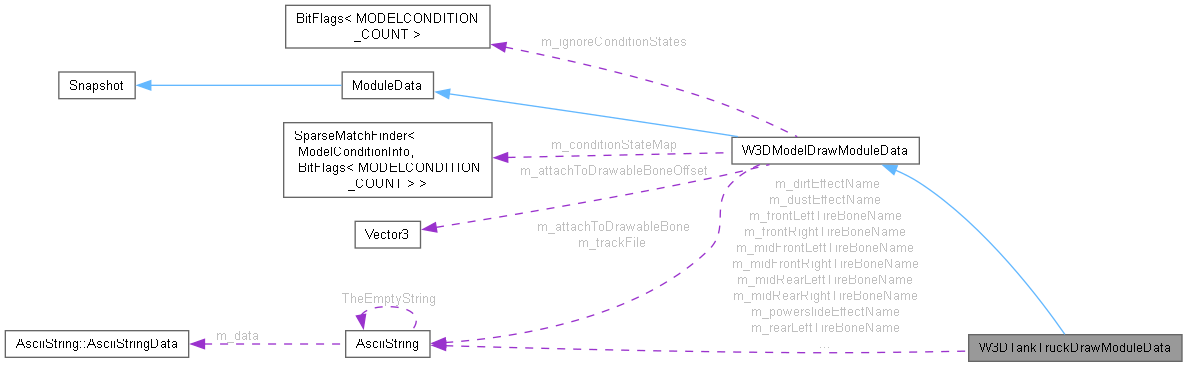 BitFlags< MODELCONDITION
_COUNT >
m_ignoreConditionStates
Snapshot
ModuleData
SparseMatchFinder<
ModelConditionInfo,
BitFlags< MODELCONDITION
_COUNT > >
m_conditionStateMap
W3DModelDrawModuleData
m_attachToDrawableBoneOffset
Vector3
m_attachToDrawableBone
m_trackFile
m_dirtEffectName
m_dustEffectName
m_frontLeftTireBoneName
m_frontRightTireBoneName
m_midFrontLeftTireBoneName
m_midFrontRightTireBoneName
m_midRearLeftTireBoneName
m_midRearRightTireBoneName
m_powerslideEffectName
m_rearLeftTireBoneName
...
TheEmptyString
AsciiString::AsciiStringData
m_data
AsciiString
W3DTankTruckDrawModuleData